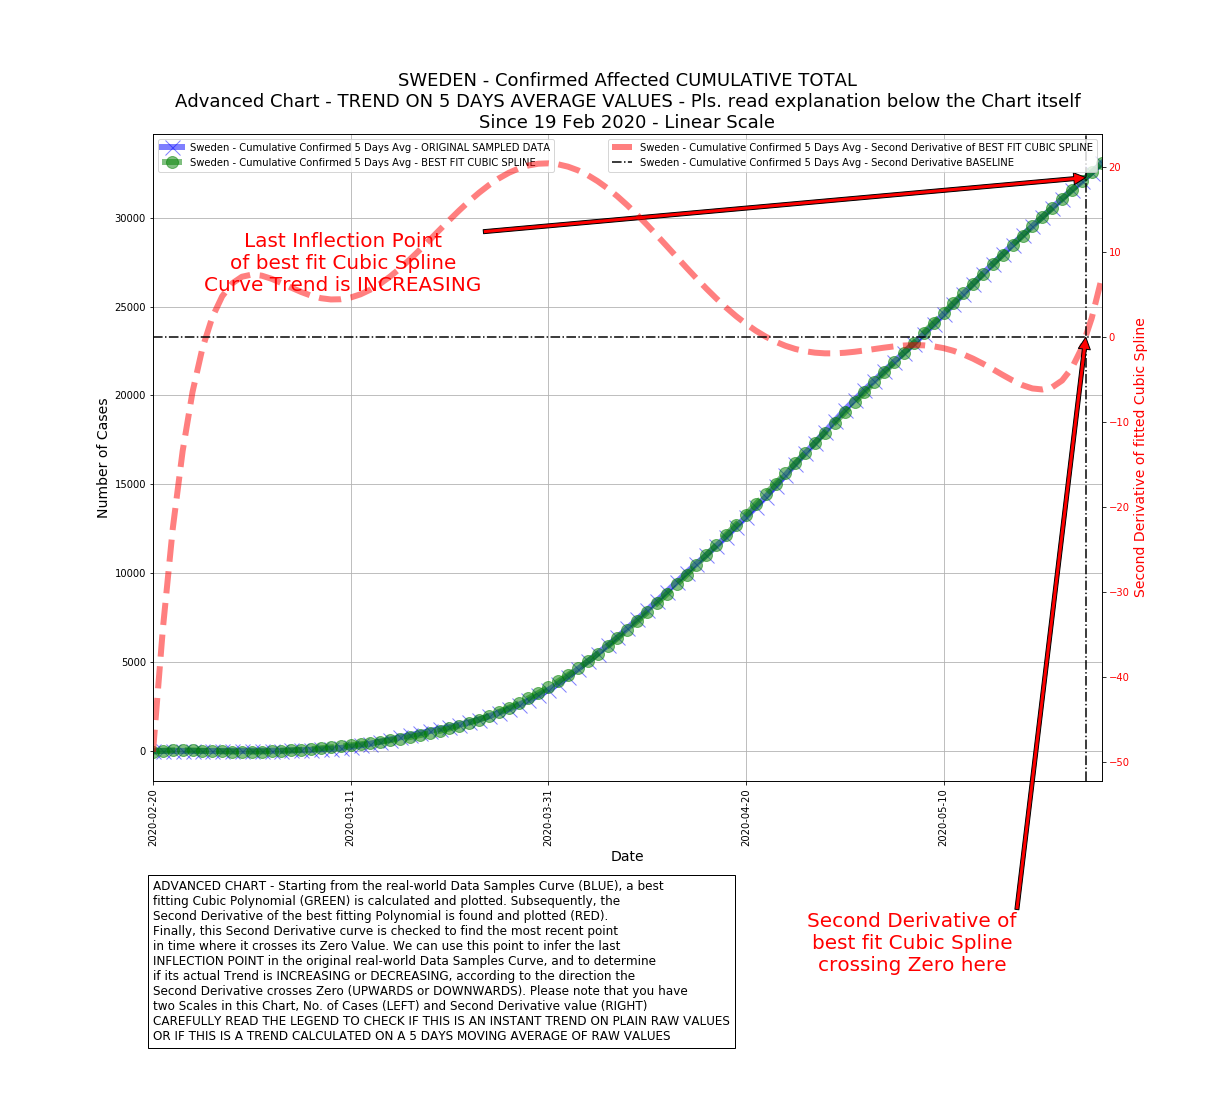 SWEDEN - Confirmed Affected CUMULATIVE TOTAL
Advanced Chart - TREND ON 5 DAYS AVERAGE VALUES - Pls. read explanation below the Chart itself
Since 19 Feb 2020 - Linear Scale
Sweden - Cumulative Confirmed 5 Days Avg - ORIGINAL SAMPLED DATA
Sweden - Cumulative Confirmed 5 Days Avg - BEST FIT CUBIC SPLINE
Sweden - Cumulative Confirmed 5 Days Avg - Second Derivative of BEST FIT CUBIC SPLINE
Sweden - Cumulative Confirmed 5 Days Avg - Second Derivative BASELINE
Last Inflection Point
of best fit Cubic Spline
Curve Trend is INCREASING
Number of Cases
30000
25000
20000
15000
10000
5000
0
20
10
0
−10
−20
−30
−40
−50
Second Derivative of fitted Cubic Spline
2020-02-20
2020-03-11
2020-03-31
2020-04-20
2020-05-10
Date
ADVANCED CHART - Starting from the real-world Data Samples Curve (BLUE), a best
fitting Cubic Polynomial (GREEN) is calculated and plotted. Subsequently, the
Second Derivative of the best fitting Polynomial is found and plotted (RED).
Finally, this Second Derivative curve is checked to find the most recent point
in time where it crosses its Zero Value. We can use this point to infer the last
INFLECTION POINT in the original real-world Data Samples Curve, and to determine
if its actual Trend is INCREASING or DECREASING, according to the direction the
Second Derivative crosses Zero (UPWARDS or DOWNWARDS). Please note that you have
two Scales in this Chart, No. of Cases (LEFT) and Second Derivative value (RIGHT)
CAREFULLY READ THE LEGEND TO CHECK IF THIS IS AN INSTANT TREND ON PLAIN RAW VALUES
OR IF THIS IS A TREND CALCULATED ON A 5 DAYS MOVING AVERAGE OF RAW VALUES
Second Derivative of
best fit Cubic Spline
crossing Zero here